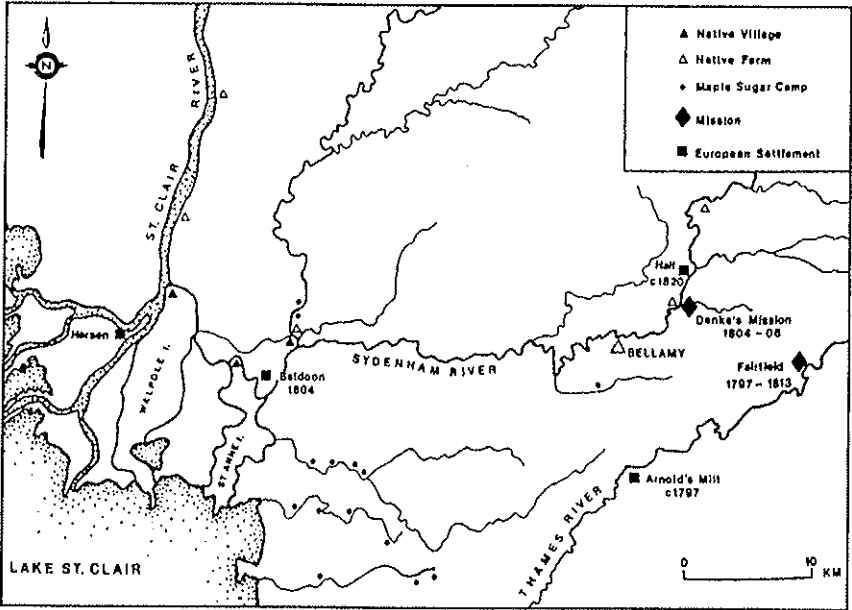 N
Native Village
Native Farm
Maple Sugar Camp
Mission
European Settlement
ST. CLAIR RIVER
Hall
c1820
Harsen
WALPOLE I.
Denke's Mission
1804-06
SYDENHAM RIVER
BELLAMY
Baldoon
1804
Fairfield
1797-1813
ST ANNE I.
Arnold's Mill
c1797
THAMES RIVER
LAKE ST. CLAIR
0 10
KM